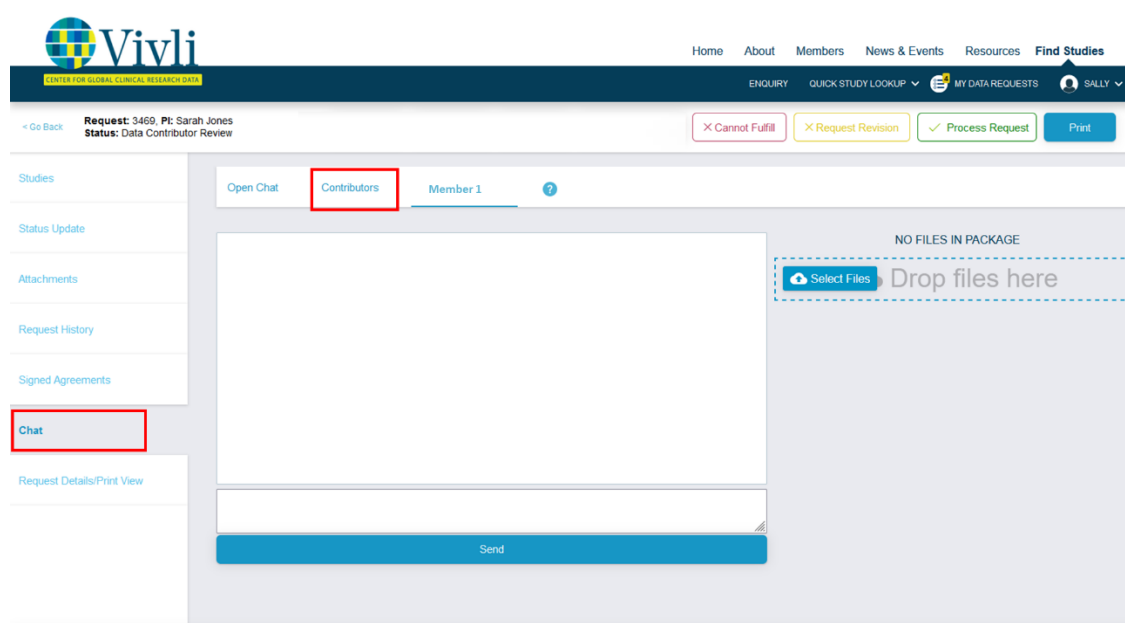 Vivli
CENTER FOR GLOBAL CLINICAL RESEARCH DATA
Home About Members News & Events Resources Find Studies
ENQUIRY QUICK STUDY LOOKUP 4 MY DATA REQUESTS SALLY
< Go Back
Request: 3469, PI: Sarah Jones
Status: Data Contributor Review
Cannot Fulfill Request Revision Process Request Print
Studies
Status Update
Attachments
Request History
Signed Agreements
Chat
Request Details/Print View
Open Chat Contributors Member 1 ?
NO FILES IN PACKAGE
Select Files Drop files here
Send